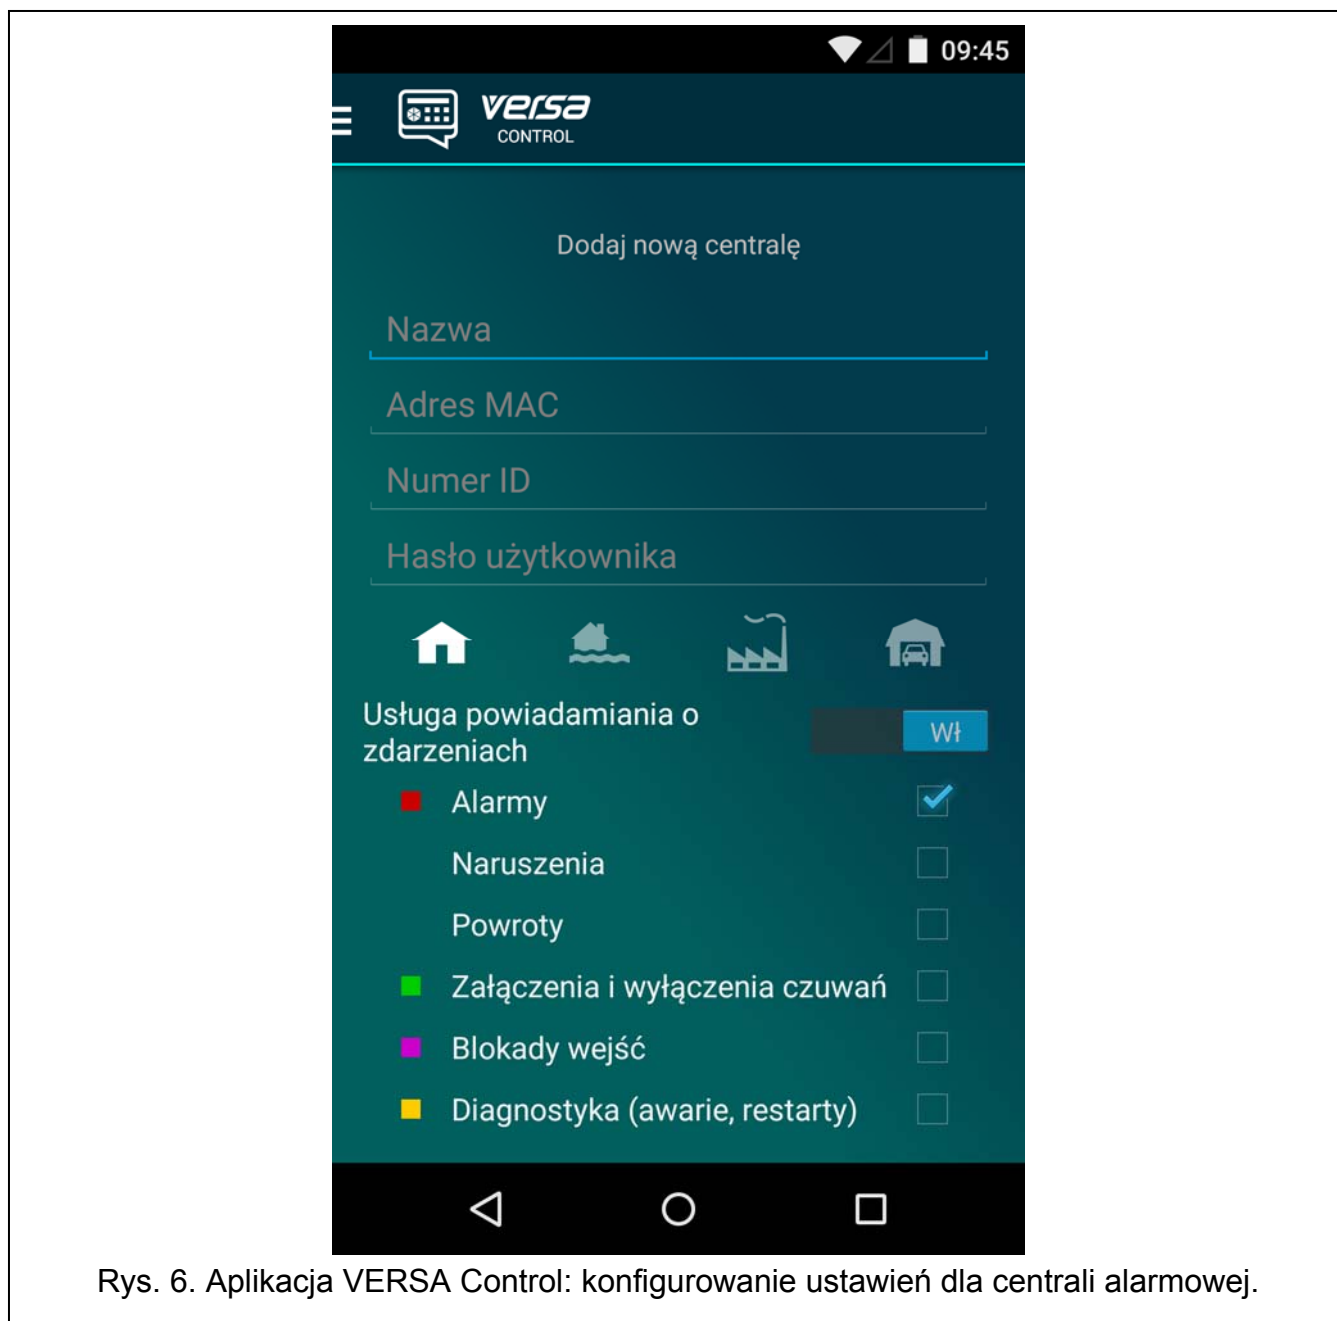 09:45
versa
CONTROL
Dodaj nową centralę
Nazwa
Adres MAC
Numer ID
Hasło użytkownika
Usługa powiadamiania o
zdarzeniach
Wł
Alarmy
Naruszenia
Powroty
Załączenia i wyłączenia czuwań
Blokady wejść
Diagnostyka (awarie, restarty)
Rys. 6. Aplikacja VERSA Control: konfigurowanie ustawień dla centrali alarmowej.